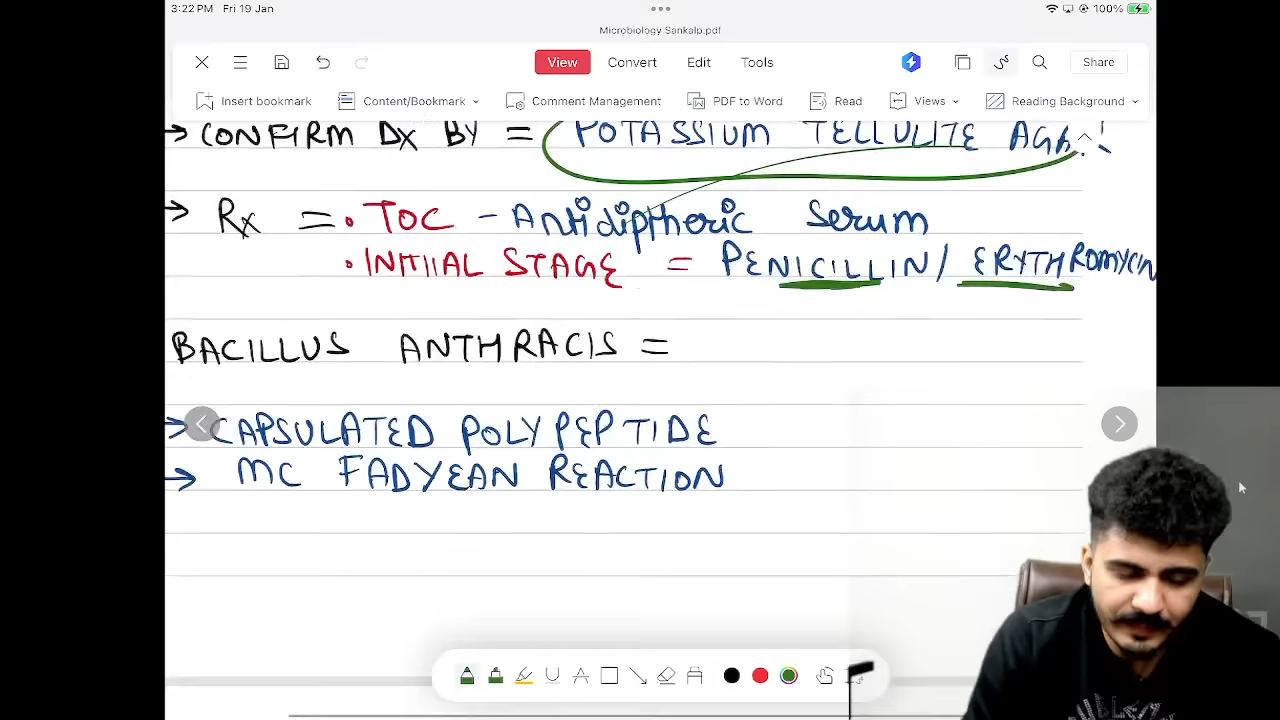 3:22 PM Fri 19 Jan
100%
Microbiology Sankalp.pdf
View Convert Edit Tools
Share
Insert bookmark Content/Bookmark Comment Management PDF to Word Read Views Reading Background
→ CONFIRM Dx BY = POTASSIUM TELLULITE AGAR!
→ Rx = • TOC - Antidiptheoric Serum
• INITIAL STAGE = PENICILLIN/ ERYTHROMYCIN
BACILLUS ANTHRACIS =
→ CAPSULATED POLYPEPTIDE
→ MC FADYEAN REACTION